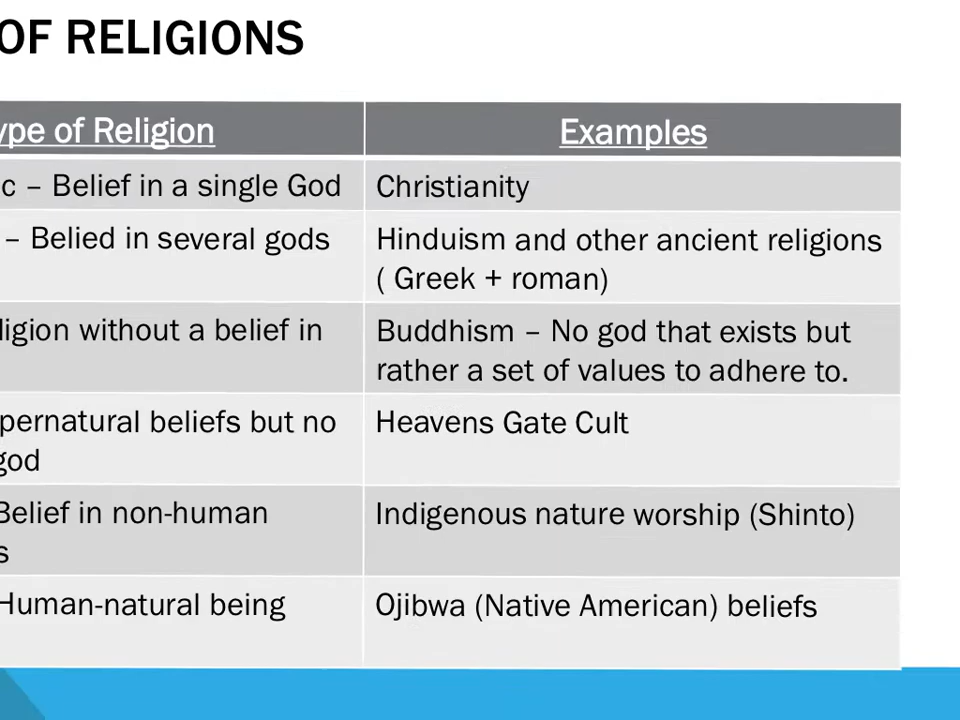 OF RELIGIONS
ype of Religion
Examples
c – Belief in a single God
Christianity
– Belied in several gods
Hinduism and other ancient religions
( Greek + roman)
ligion without a belief in
Buddhism – No god that exists but
rather a set of values to adhere to.
pernatural beliefs but no
god
Heavens Gate Cult
Belief in non-human
s
Indigenous nature worship (Shinto)
Human-natural being
Ojibwa (Native American) beliefs